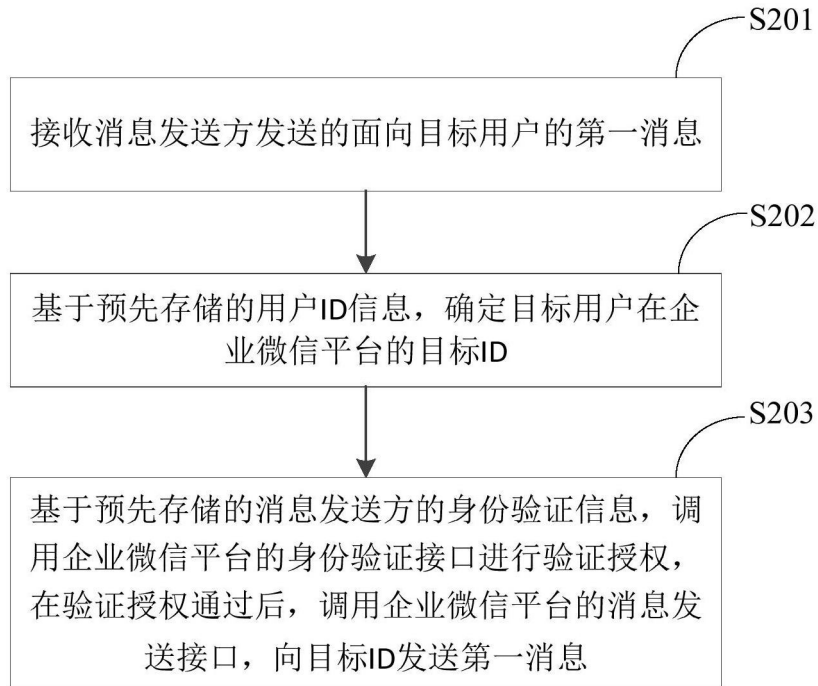 S201
接收消息发送方发送的面向目标用户的第一消息
S202
基于预先存储的用户ID信息，确定目标用户在企
业微信平台的目标ID
S203
基于预先存储的消息发送方的身份验证信息，调
用企业微信平台的身份验证接口进行验证授权，
在验证授权通过后，调用企业微信平台的消息发
送接口，向目标ID发送第一消息